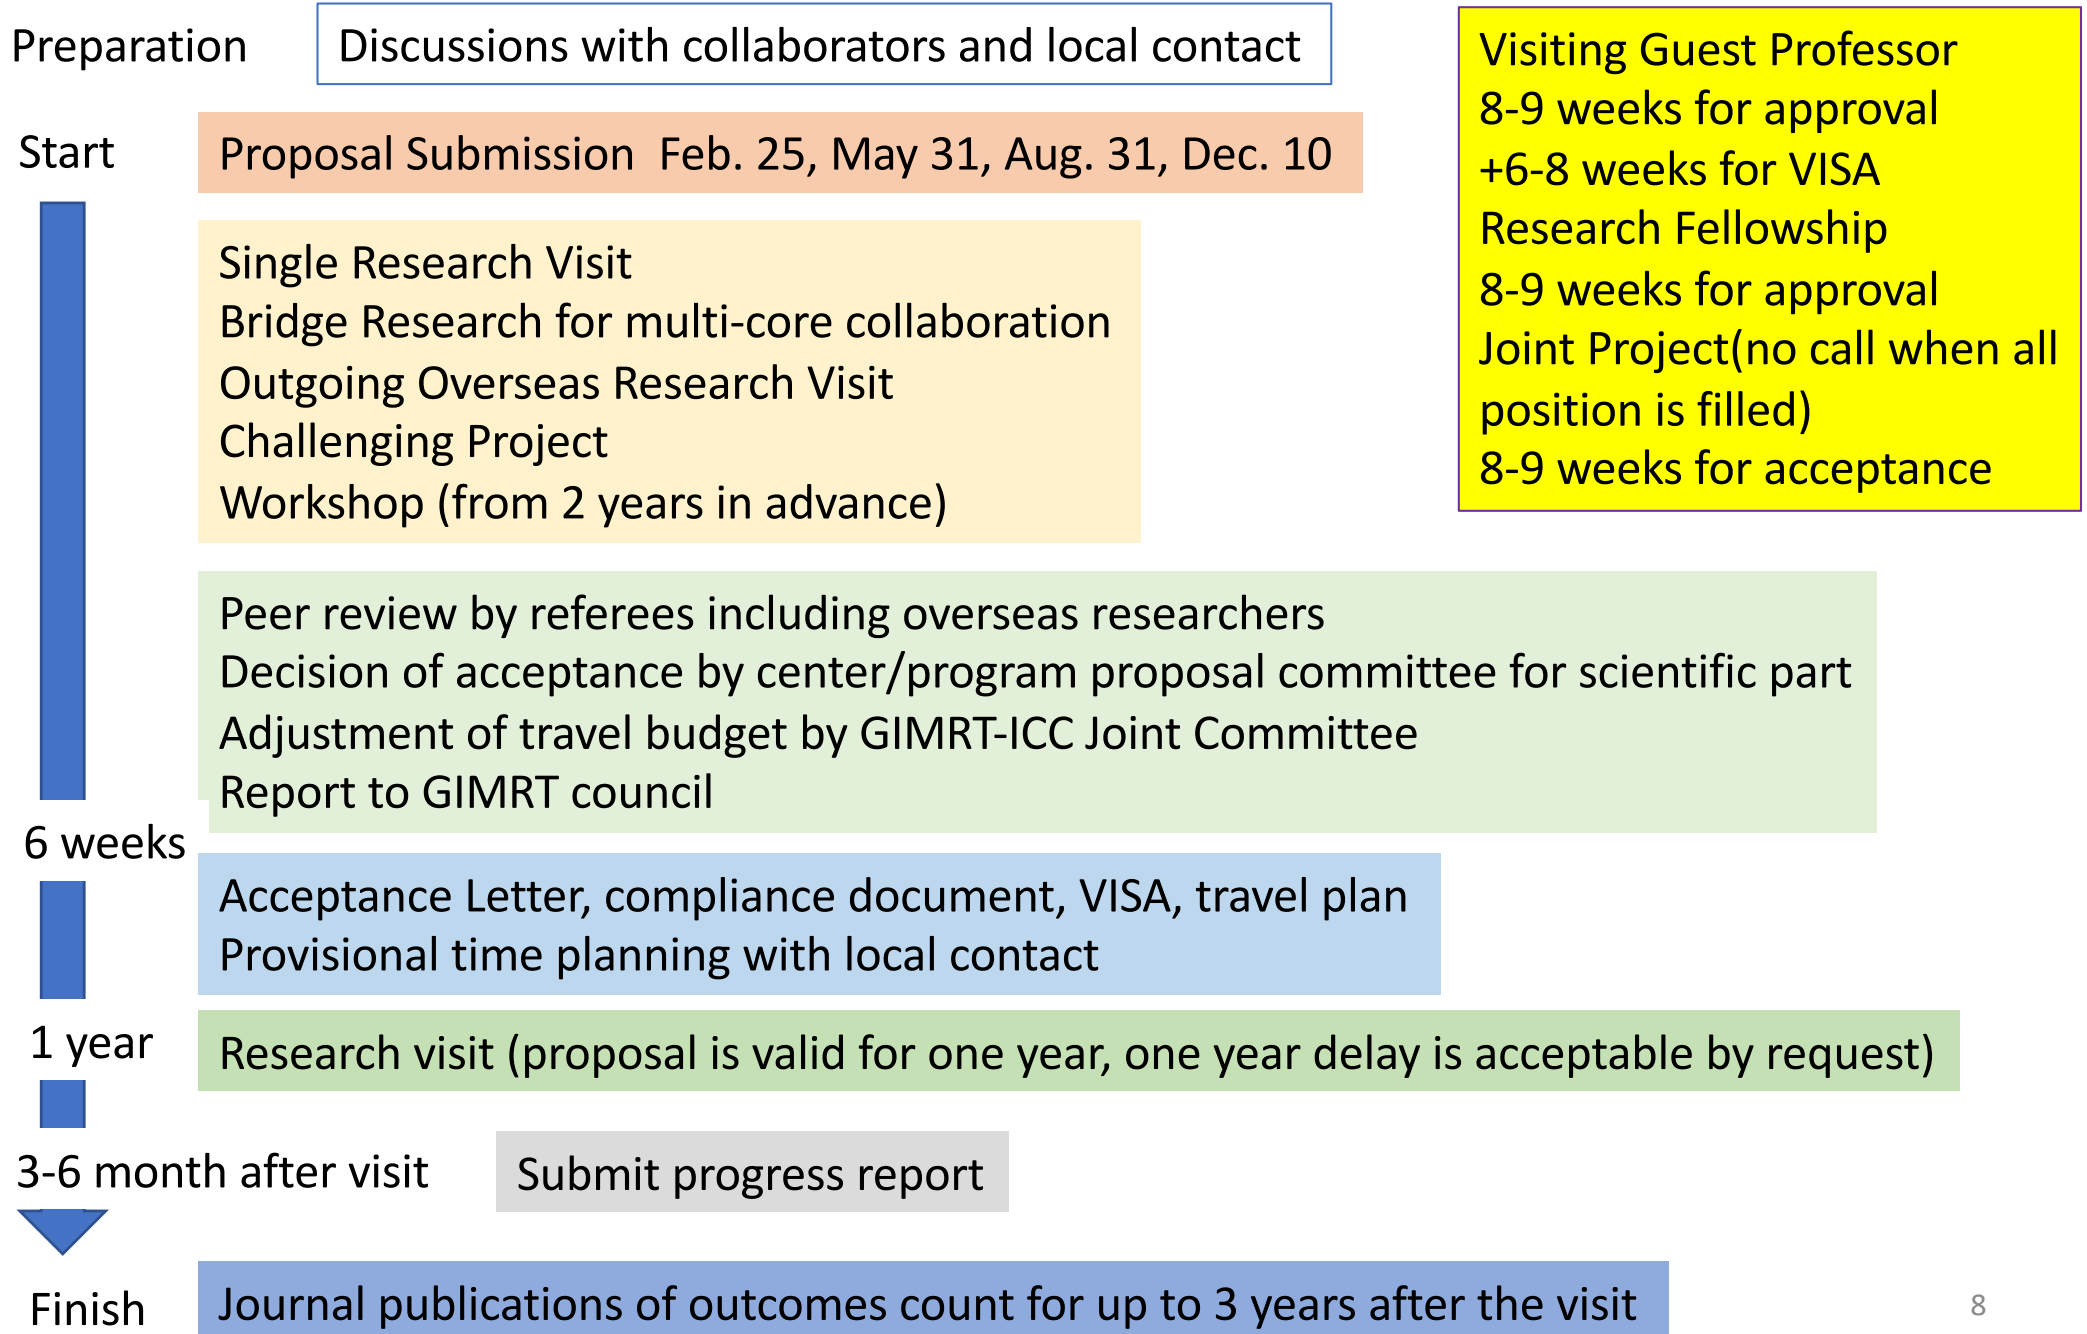 Preparation
Discussions with collaborators and local contact
Visiting Guest Professor
8-9 weeks for approval
+6-8 weeks for VISA
Research Fellowship
8-9 weeks for approval
Joint Project(no call when all
position is filled)
8-9 weeks for acceptance
Start
Proposal Submission  Feb. 25, May 31, Aug. 31, Dec. 10
Single Research Visit
Bridge Research for multi-core collaboration
Outgoing Overseas Research Visit
Challenging Project
Workshop (from 2 years in advance)
Peer review by referees including overseas researchers
Decision of acceptance by center/program proposal committee for scientific part
Adjustment of travel budget by GIMRT-ICC Joint Committee
Report to GIMRT council
6 weeks
Acceptance Letter, compliance document, VISA, travel plan
Provisional time planning with local contact
1 year
Research visit (proposal is valid for one year, one year delay is acceptable by request)
3-6 month after visit
Submit progress report
Finish
Journal publications of outcomes count for up to 3 years after the visit
8